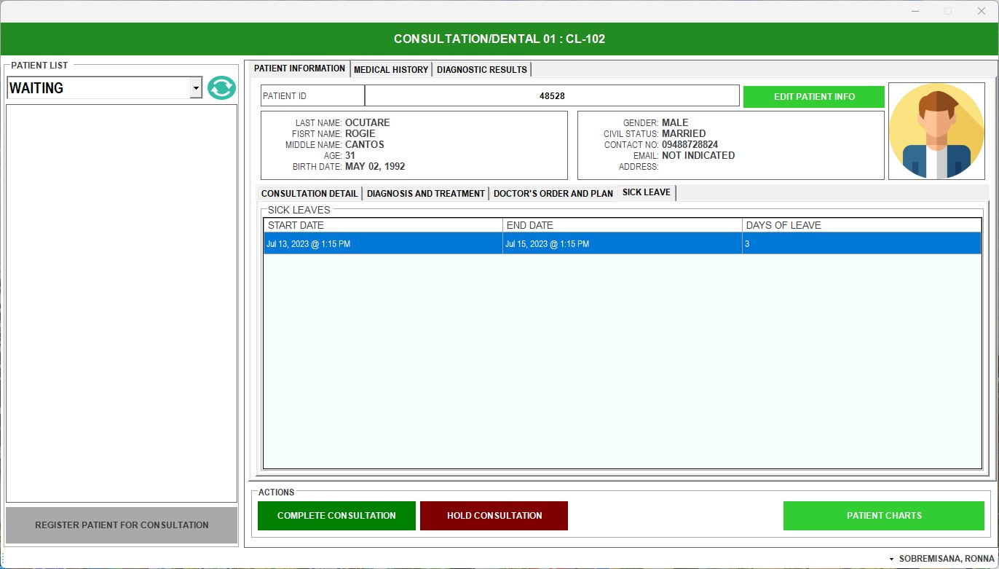 CONSULTATION/DENTAL 01 : CL-102
PATIENT LIST
WAITING
REGISTER PATIENT FOR CONSULTATION
PATIENT INFORMATION MEDICAL HISTORY DIAGNOSTIC RESULTS
PATIENT ID 48528 EDIT PATIENT INFO
LAST NAME: OCUTARE
FISRT NAME: ROGIE
MIDDLE NAME: CANTOS
AGE: 31
BIRTH DATE: MAY 02, 1992
GENDER: MALE
CIVIL STATUS: MARRIED
CONTACT NO: 09488728824
EMAIL: NOT INDICATED
ADDRESS:
CONSULTATION DETAIL DIAGNOSIS AND TREATMENT DOCTOR'S ORDER AND PLAN SICK LEAVE
SICK LEAVES
START DATE END DATE DAYS OF LEAVE
Jul 13, 2023 @ 1:15 PM Jul 15, 2023 @ 1:15 PM 3
ACTIONS
COMPLETE CONSULTATION HOLD CONSULTATION PATIENT CHARTS
SOBREMISANA, RONNA